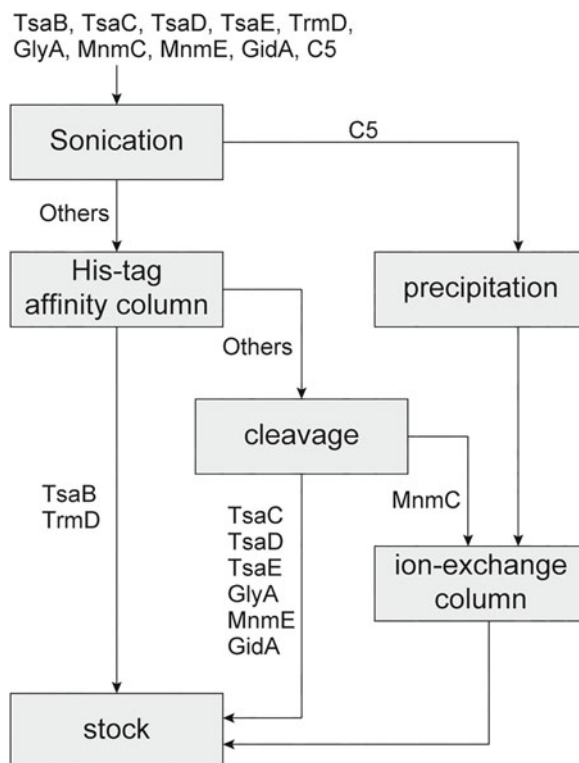 TsaB, TsaC, TsaD, TsaE, TrmD,
GlyA, MnmC, MnmE, GidA, C5
Sonication
C5
Others
His-tag
affinity column
precipitation
Others
cleavage
TsaB
TrmD
TsaC
TsaD
TsaE
GlyA
MnmE
GidA
MnmC
ion-exchange
column
stock